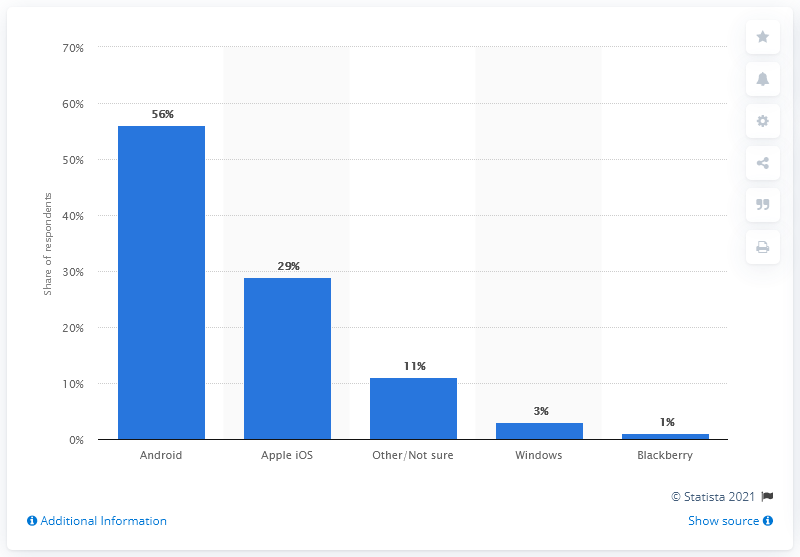 70%
60%
50%
40%
30%
20%
10%
0%
Share of respondents
56%
29%
11%
3%
1%
Android
Apple iOS
Other/Not sure
Windows
Blackberry
© Statista 2021
Additional Information
Show source